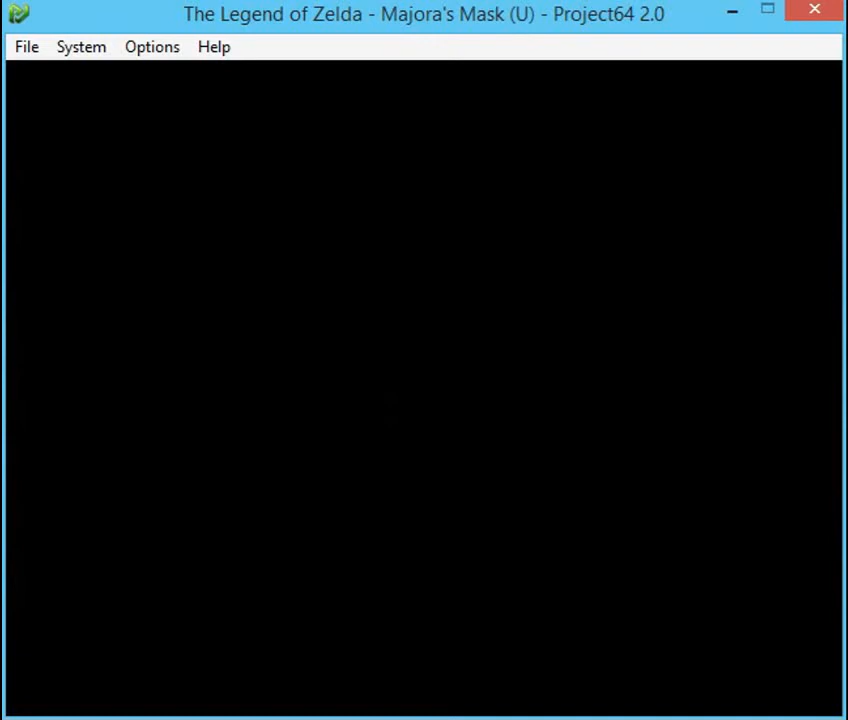 The Legend of Zelda - Majora's Mask (U) - Project64 2.0
File System Options Help